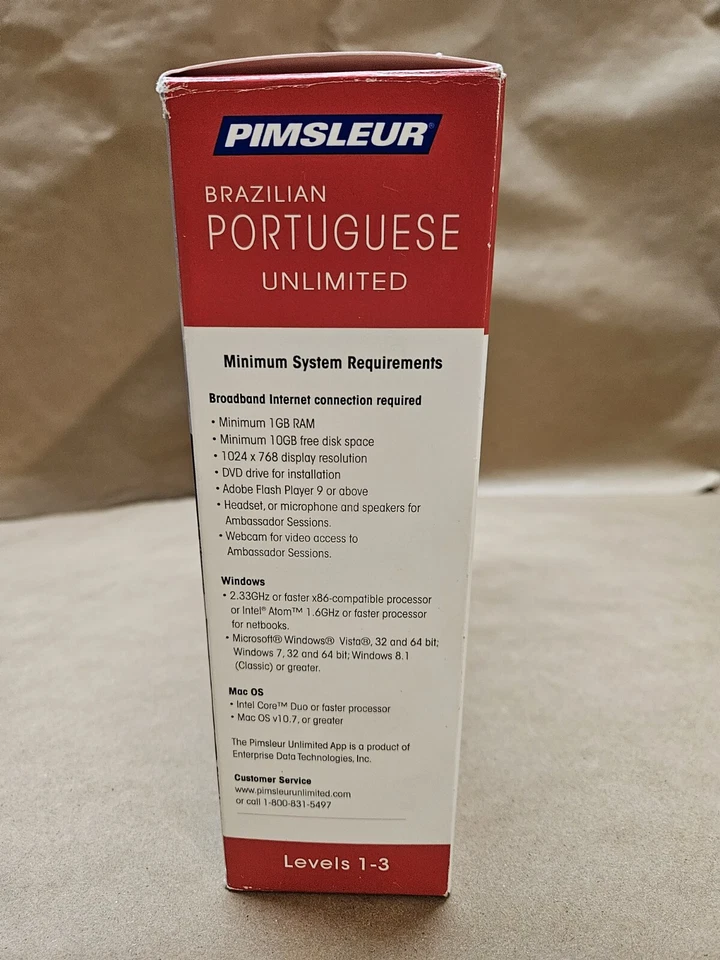 PIMSLEUR®
BRAZILIAN
PORTUGUESE
UNLIMITED
Minimum System Requirements
Broadband Internet connection required
• Minimum 1GB RAM
• Minimum 10GB free disk space
• 1024 x 768 display resolution
• DVD drive for installation
• Adobe Flash Player 9 or above
• Headset, or microphone and speakers for
Ambassador Sessions.
• Webcam for video access to
Ambassador Sessions.
Windows
• 2.33GHz or faster x86-compatible processor
or Intel® Atom™ 1.6GHz or faster processor
for netbooks.
• Microsoft® Windows® Vista®, 32 and 64 bit;
Windows 7, 32 and 64 bit; Windows 8.1
(Classic) or greater.
Mac OS
• Intel Core™ Duo or faster processor
• Mac OS v10.7, or greater
The Pimsleur Unlimited App is a product of
Enterprise Data Technologies, Inc.
Customer Service
www.pimsleurunlimited.com
or call 1-800-831-5497
Levels 1-3